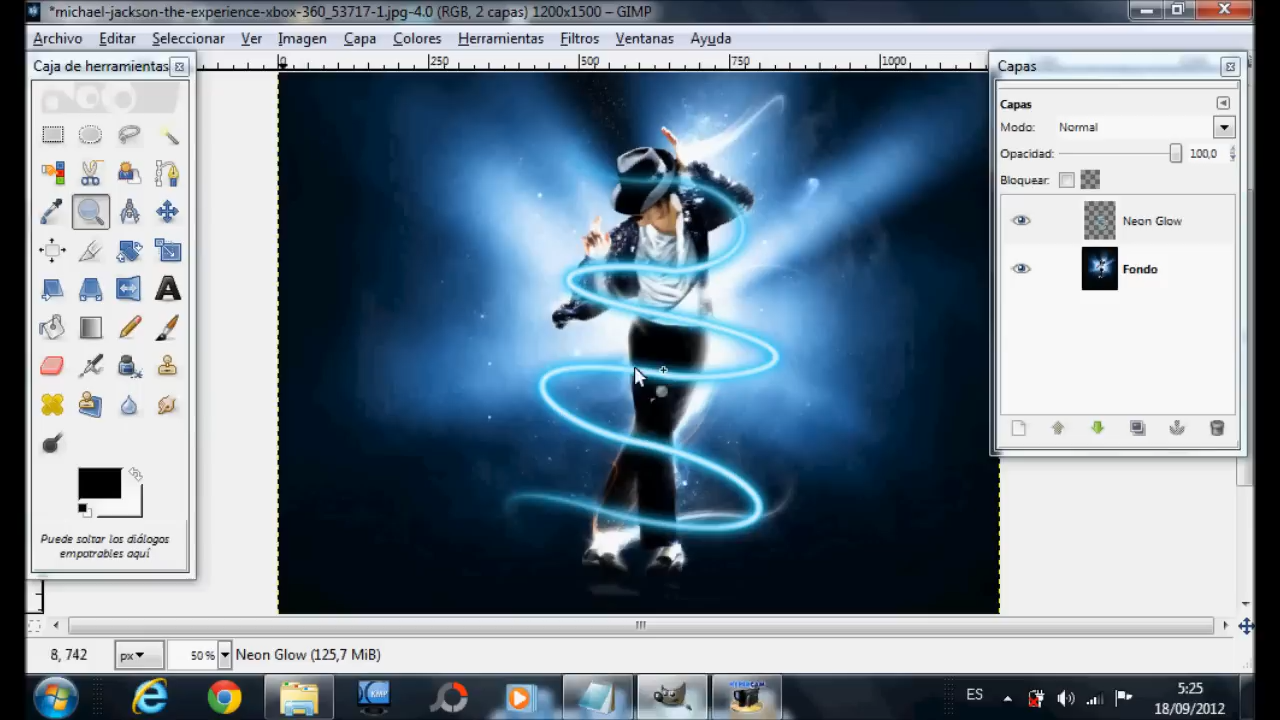 *michael-jackson-the-experience-xbox-360_53717-1.jpg-4.0 (RGB, 2 capas) 1200x1500 – GIMP
Archivo Editar Seleccionar Ver Imagen Capa Colores Herramientas Filtros Ventanas Ayuda
Caja de herramientas
0 250 500 750 1000
Capas
Capas
Modo: Normal
Opacidad: 100,0
Bloquear:
Neon Glow
Fondo
Puede soltar los diálogos
empotrables aquí
8, 742 px 50 % Neon Glow (125,7 MiB)
KMP
HYPERCAM
ES
5:25
18/09/2012